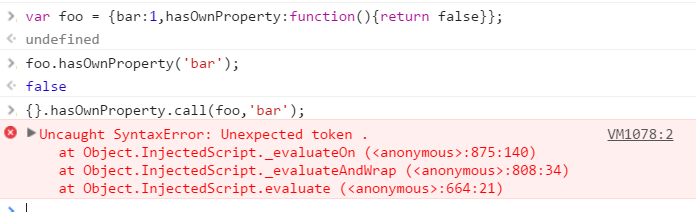 var foo = {bar:1,hasOwnProperty:function(){return false}};
undefined
foo.hasOwnProperty('bar');
false
{}.hasOwnProperty.call(foo,'bar');
Uncaught SyntaxError: Unexpected token . VM1078:2
at Object.InjectedScript._evaluateOn (<anonymous>:875:140)
at Object.InjectedScript._evaluateAndWrap (<anonymous>:808:34)
at Object.InjectedScript.evaluate (<anonymous>:664:21)